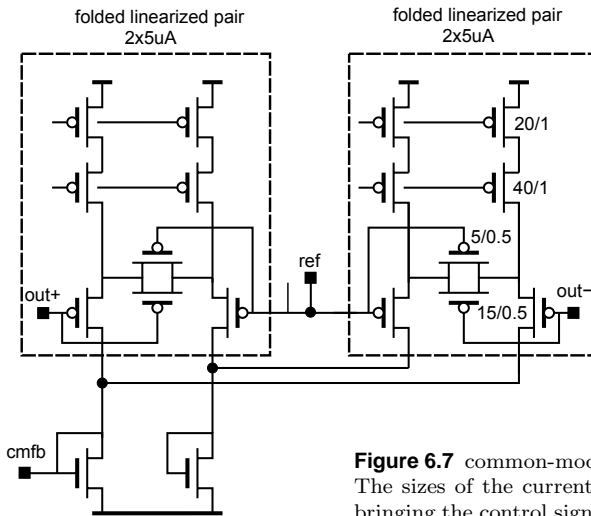 folded linearized pair
2x5uA
folded linearized pair
2x5uA
20/1
40/1
5/0.5
ref
out+
15/0.5
out−
cmfb
Figure 6.7 common-mod
The sizes of the current
bringing the control sign